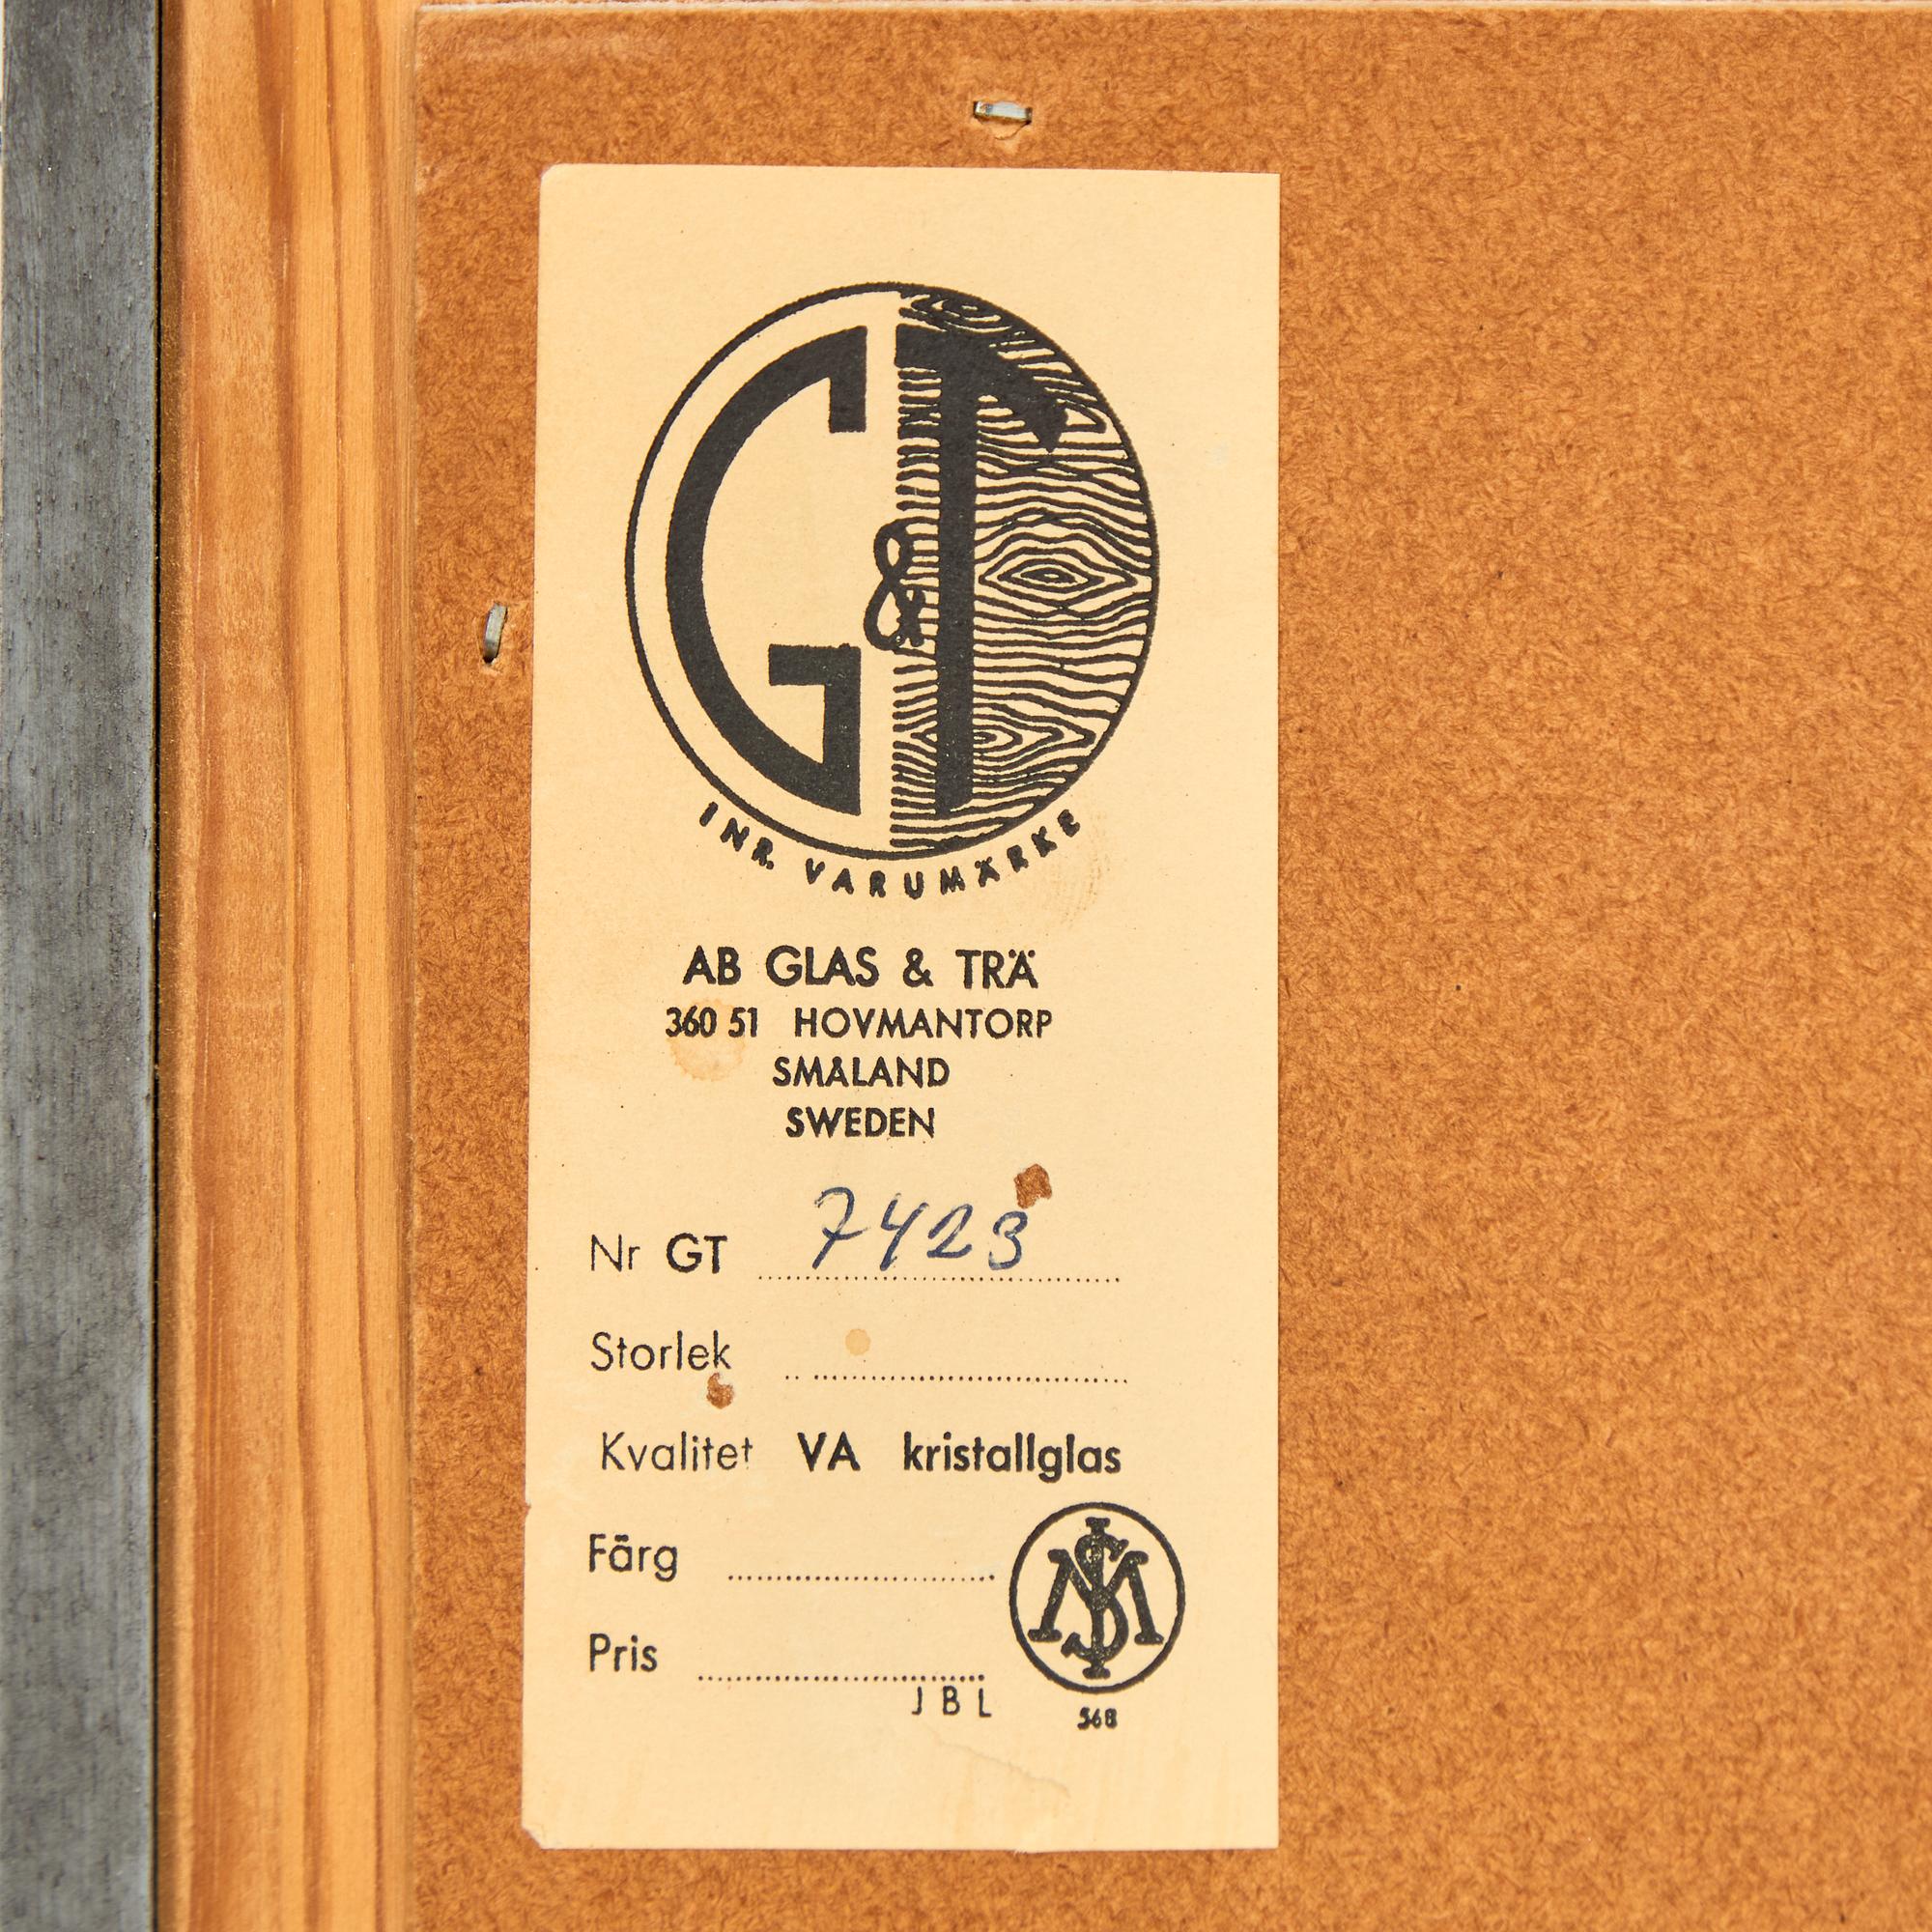 G & T
INR. VARUMÄRKE
AB GLAS & TRÄ
360 51 HOVMANTORP
SMÅLAND
SWEDEN
Nr GT 7423
Storlek
Kvalitet VA kristallglas
Färg
Pris
JBL
568